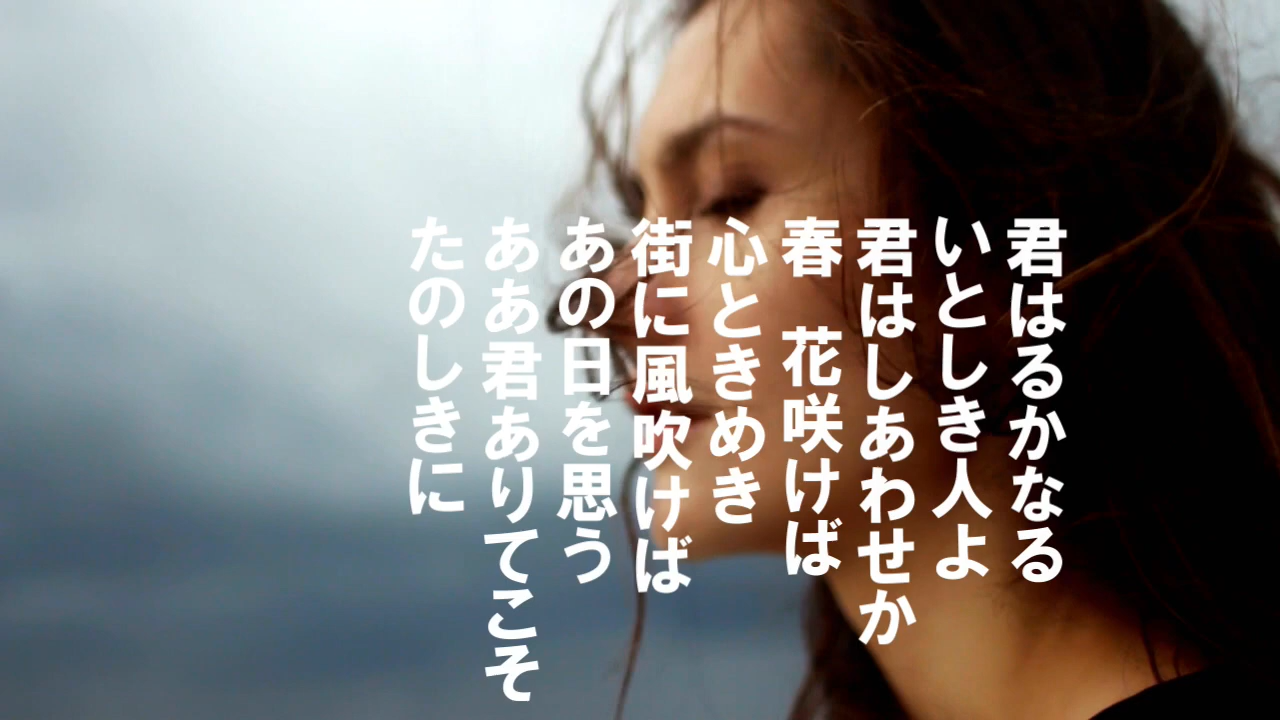 君はるかなる
いとしき人よ
君はしあわせか
春　花咲けば
心ときめき
街に風吹けば
あの日を思う
ああ君ありてこそ
たのしきに